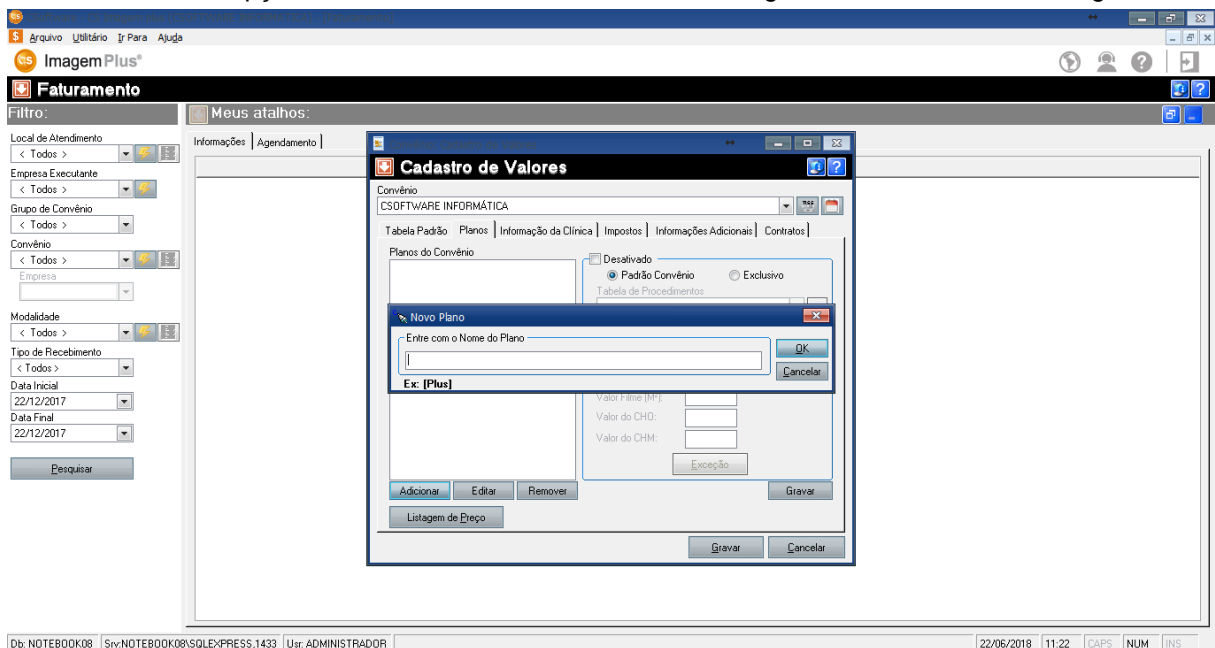 Arquivo Utilitário Ir Para Ajuda
ImagemPlus®
Faturamento
Filtro:
Meus atalhos:
Local de Atendimento
< Todos >
Empresa Executante
< Todos >
Grupo de Convênio
< Todos >
Convênio
< Todos >
Empresa
Modalidade
< Todos >
Tipo de Recebimento
< Todos >
Data Inicial
22/12/2017
Data Final
22/12/2017
Pesquisar
Informações Agendamento
Cadastro de Valores
Convênio
CSOFTWARE INFORMÁTICA
Tabela Padrão Planos Informação da Clínica Impostos Informações Adicionais Contratos
Planos do Convênio
Desativado
Padrão Convênio Exclusivo
Tabela de Procedimentos
Novo Plano
Entre com o Nome do Plano
OK
Cancelar
Ex: [Plus]
Valor Filme (M²):
Valor do CHO:
Valor do CHM:
Exceção
Adicionar Editar Remover Gravar
Listagem de Preço
Gravar Cancelar
Db: NOTEBOOK08 Srv:NOTEBOOK08\SQLEXPRESS,1433 Usr: ADMINISTRADOR 22/06/2018 11:22 CAPS NUM INS